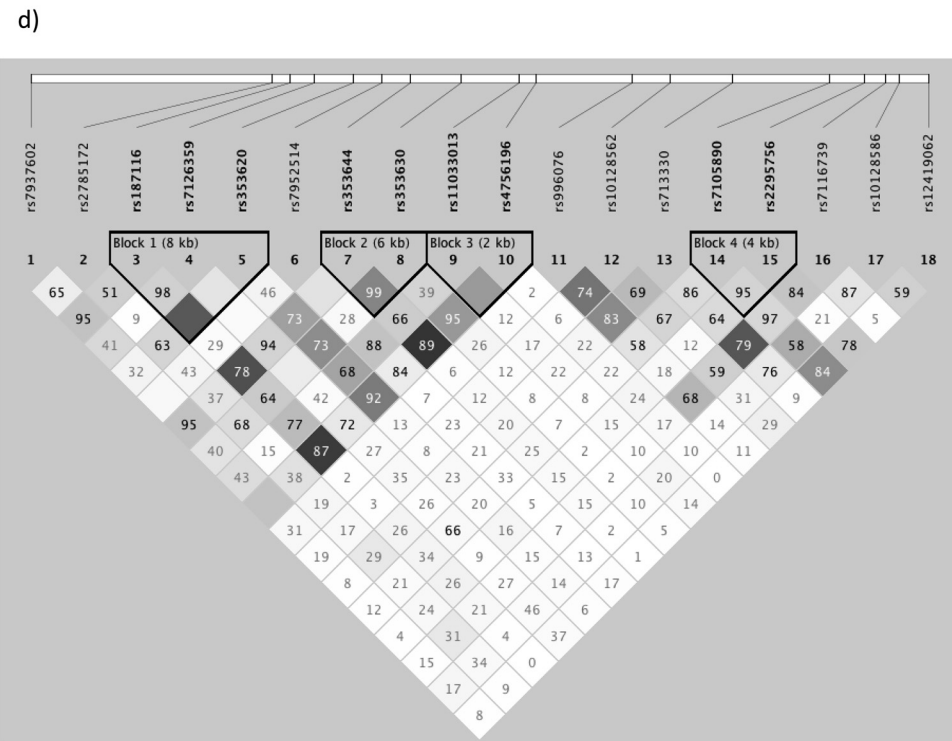 d)
rs7937602
rs2785172
rs187116
rs7126359
rs353620
rs7952514
rs353644
rs353630
rs11033013
rs4756196
rs996076
rs10128562
rs713330
rs7105890
rs2295756
rs7116739
rs10128586
rs12419062
Block 1 (8 kb) Block 2 (6 kb) Block 3 (2 kb) Block 4 (4 kb)
1 2 3 4 5 6 7 8 9 10 11 12 13 14 15 16 17 18
65 51 98 46 99 39 2 74 69 86 95 84 87 59
95 9 73 28 66 95 12 6 83 67 64 97 21 5
41 63 29 94 73 88 89 26 17 22 58 12 79 58 78
32 43 78 68 84 6 12 22 22 18 59 76 84
37 64 42 92 7 12 8 8 24 68 31 9
95 68 77 72 13 23 20 7 15 17 14 29
40 15 87 27 8 21 25 2 10 10 11
43 38 2 35 23 33 15 2 20 0
19 3 26 20 5 15 10 14
31 17 26 66 16 7 2 5
19 29 34 9 15 13 1
8 21 26 27 14 17
12 24 21 46 6
4 31 4 37
15 34 0
17 9
8